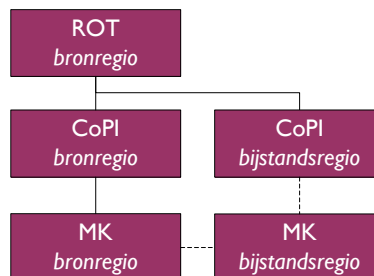 ROT
bronregio
CoPI
bronregio
CoPI
bijstandsregio
MK
bronregio
MK
bijstandsregio